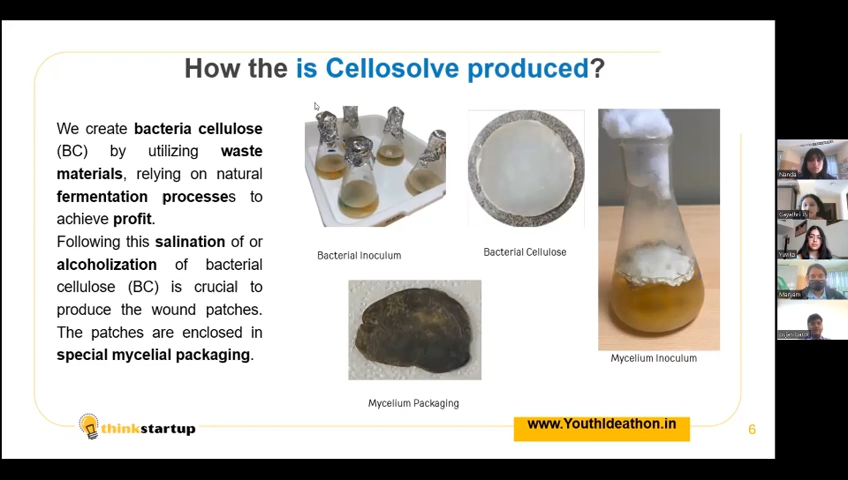 How the is Cellosolve produced?
We create bacteria cellulose
(BC) by utilizing waste
materials, relying on natural
fermentation processes to
achieve profit.
Following this salination of or
alcoholization of bacterial
cellulose (BC) is crucial to
produce the wound patches.
The patches are enclosed in
special mycelial packaging.
Bacterial Inoculum
Bacterial Cellulose
Mycelium Inoculum
Mycelium Packaging
thinkstartup
www.YouthIdeathon.in
6
Nanda
Yuvita
Marjam